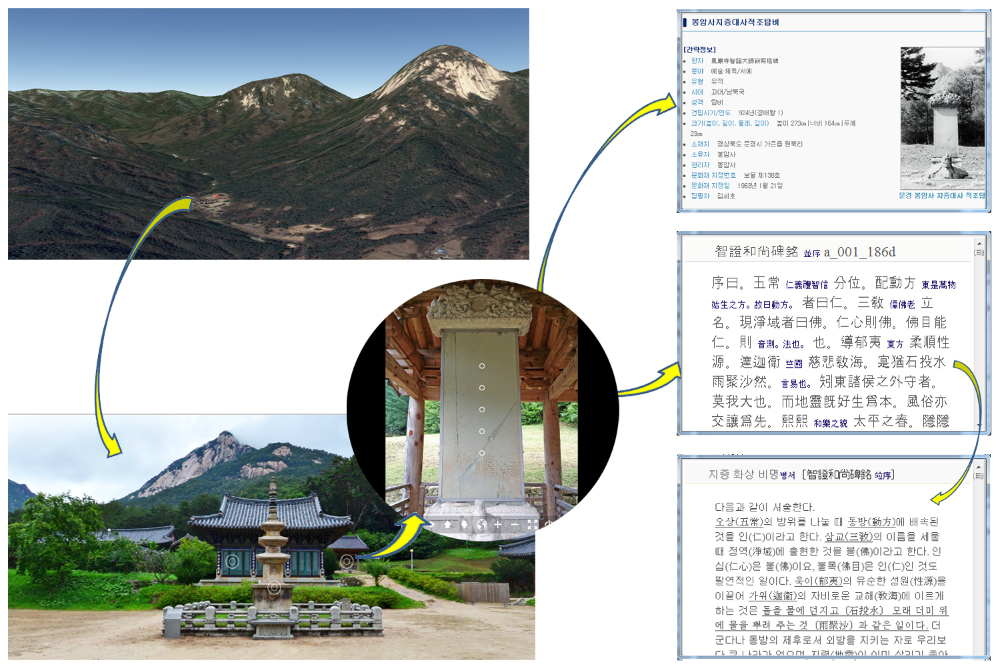 봉암사지증대사적조탑비
[간략정보]
한자 鳳巖寺智證大師寂照塔碑
분야 예술·체육/서예
유형 유적
시대 고대/남북국
성격 탑비
건립시기/연도 924년(경애왕 1)
크기(높이, 길이, 둘레, 깊이) 높이 273㎝|너비 164㎝|두께
23㎝
소재지 경상북도 문경시 가은읍 원북리
소유자 봉암사
관리자 봉암사
문화재 지정번호 보물 제138호
문화재 지정일 1963년 1월 21일
집필자 김세호
문경 봉암사 지증대사 적조탑
智證和尙碑銘 並序 a_001_186d
序曰。五常 仁義禮智信 分位。配動方 東是萬物
始生之方。故曰動方。 者曰仁。三敎 儒佛老 立
名。現淨域者曰佛。仁心則佛。佛目能
仁。則 音測。法也。 也。導郁夷 東方 柔順性
源。達迦衛 竺國 慈悲敎海。寔猶石投水
雨聚沙然。 言易也。 矧東諸侯之外守者。
莫我大也。而地靈旣好生爲本。風俗亦
交讓爲先。熙熙 和樂之貌 太平之春。隱隱
지증 화상 비명병서 [智證和尙碑銘 竝序]
다음과 같이 서술한다.
오상(五常)의 방위를 나눌 때 동방(動方)에 배속된
것을 인(仁)이라고 한다. 삼교(三敎)의 이름을 세울
때 정역(淨域)에 출현한 것을 불(佛)이라고 한다. 인
심(仁心)은 불(佛)이요, 불목(佛目)은 인(仁)인 것도
필연적인 일이다. 욱이(郁夷)의 유순한 성원(性源)을
이끌어 가위(迦衛)의 자비로운 교해(敎海)에 이르게
하는 것은 돌을 물에 던지고〔石投水〕 모래 더미 위
에 물을 뿌려 주는 것〔雨聚沙〕과 같은 일이다. 더
군다나 동방의 제후로서 외방을 지키는 자로 우리보
다 큰 나라가 없으며, 지령(地靈)이 이미 살리기 좋아